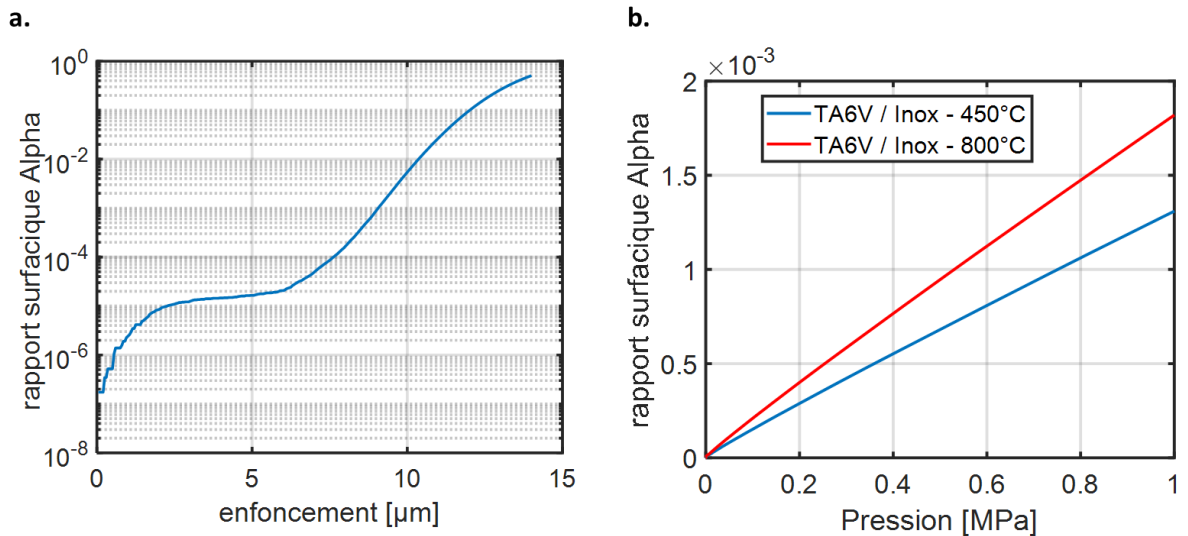 a.
10^0
10^-2
10^-4
10^-6
10^-8
rapport surfacique Alpha
0 5 10 15
enfoncement [µm]
b.
×10^-3
2
1.5
1
0.5
0
rapport surfacique Alpha
TA6V / Inox - 450°C
TA6V / Inox - 800°C
0 0.2 0.4 0.6 0.8 1
Pression [MPa]